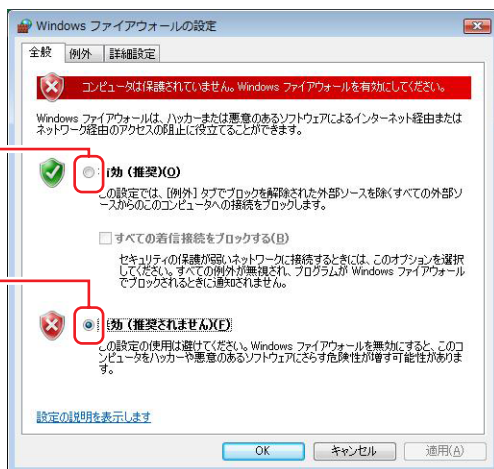 Windows ファイアウォールの設定
全般 例外 詳細設定
コンピュータは保護されていません。Windows ファイアウォールを有効にしてください。
Windows ファイアウォールは、ハッカーまたは悪意のあるソフトウェアによるインターネット経由または
ネットワーク経由のアクセスの阻止に役立てることができます。
効 (推奨)(O)
この設定では、[例外] タブでブロックを解除された外部ソースを除くすべての外部ソ
ースからのこのコンピュータへの接続をブロックします。
すべての着信接続をブロックする(B)
セキュリティの保護が弱いネットワークに接続するときには、このオプションを選択
してください。すべての例外が無視され、プログラムが Windows ファイアウォール
でブロックされるときに通知されません。
効 (推奨されません)(F)
この設定の使用は避けてください。Windows ファイアウォールを無効にすると、このコ
ンピュータをハッカーや悪意のあるソフトウェアにさらす危険性が増す可能性がありま
す。
設定の説明を表示します
OK キャンセル 適用(A)